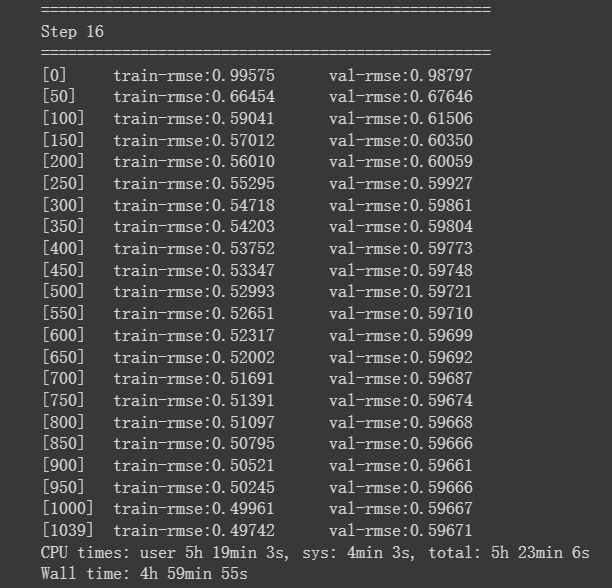 ==================================================
Step 16
==================================================
[0] train-rmse:0.99575 val-rmse:0.98797
[50] train-rmse:0.66454 val-rmse:0.67646
[100] train-rmse:0.59041 val-rmse:0.61506
[150] train-rmse:0.57012 val-rmse:0.60350
[200] train-rmse:0.56010 val-rmse:0.60059
[250] train-rmse:0.55295 val-rmse:0.59927
[300] train-rmse:0.54718 val-rmse:0.59861
[350] train-rmse:0.54203 val-rmse:0.59804
[400] train-rmse:0.53752 val-rmse:0.59773
[450] train-rmse:0.53347 val-rmse:0.59748
[500] train-rmse:0.52993 val-rmse:0.59721
[550] train-rmse:0.52651 val-rmse:0.59710
[600] train-rmse:0.52317 val-rmse:0.59699
[650] train-rmse:0.52002 val-rmse:0.59692
[700] train-rmse:0.51691 val-rmse:0.59687
[750] train-rmse:0.51391 val-rmse:0.59674
[800] train-rmse:0.51097 val-rmse:0.59668
[850] train-rmse:0.50795 val-rmse:0.59666
[900] train-rmse:0.50521 val-rmse:0.59661
[950] train-rmse:0.50245 val-rmse:0.59666
[1000] train-rmse:0.49961 val-rmse:0.59667
[1039] train-rmse:0.49742 val-rmse:0.59671
CPU times: user 5h 19min 3s, sys: 4min 3s, total: 5h 23min 6s
Wall time: 4h 59min 55s